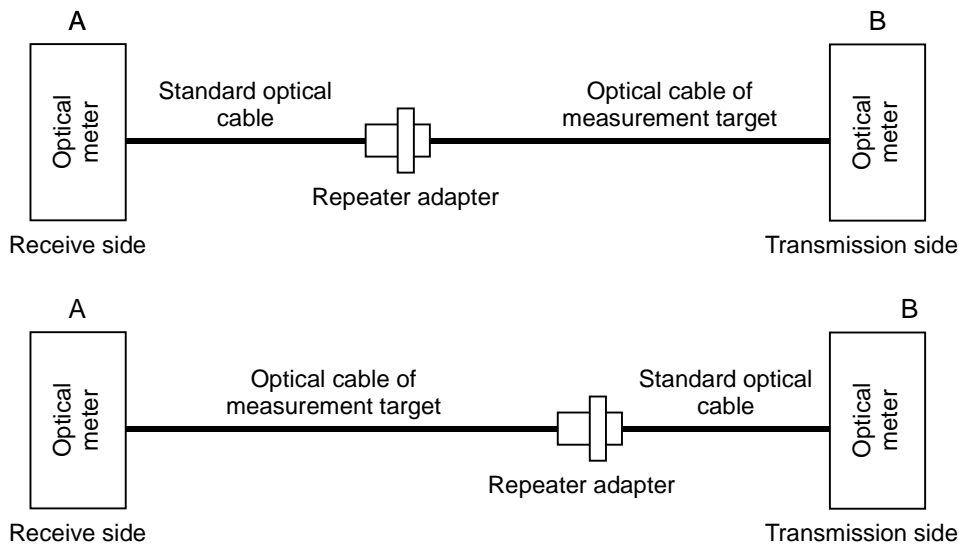 A
B
Optical
meter
Standard optical
cable
Optical cable of
measurement target
Optical
meter
Repeater adapter
Receive side
Transmission side
A
B
Optical
meter
Optical cable of
measurement target
Standard optical
cable
Optical
meter
Repeater adapter
Receive side
Transmission side